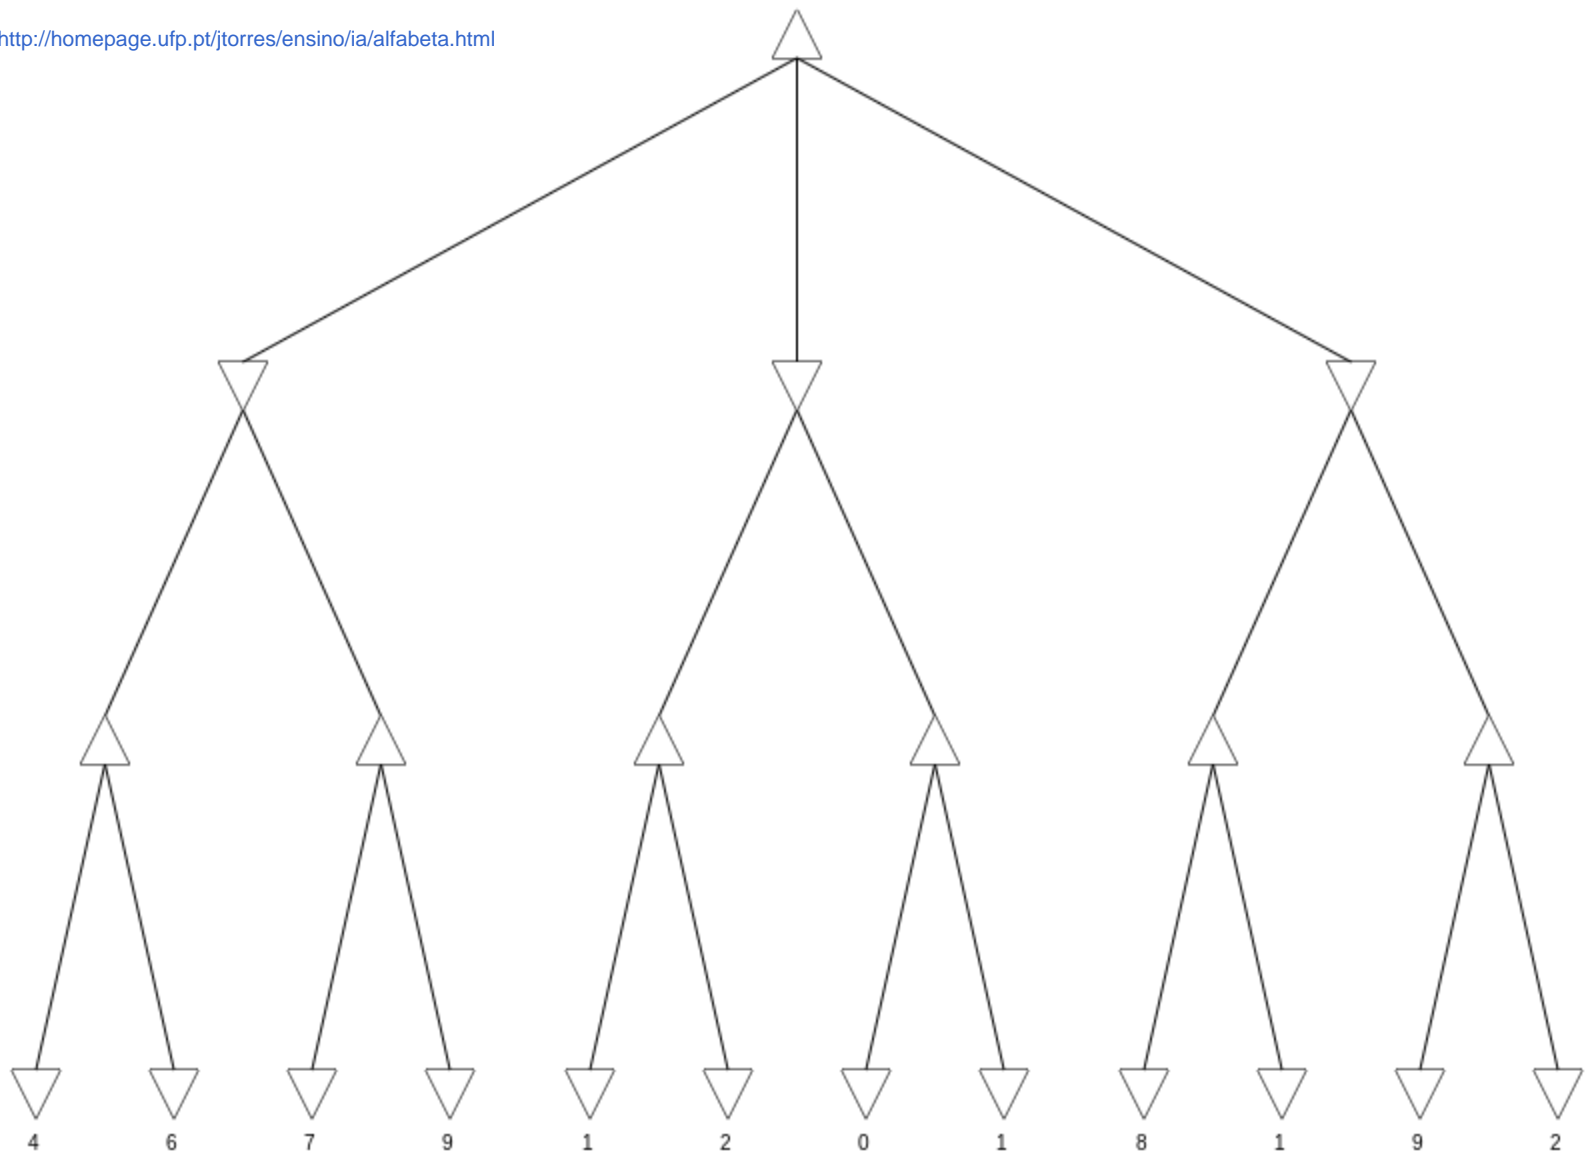 http://homepage.ufp.pt/jtorres/ensino/ia/alfabeta.html
4 6 7 9 1 2 0 1 8 1 9 2